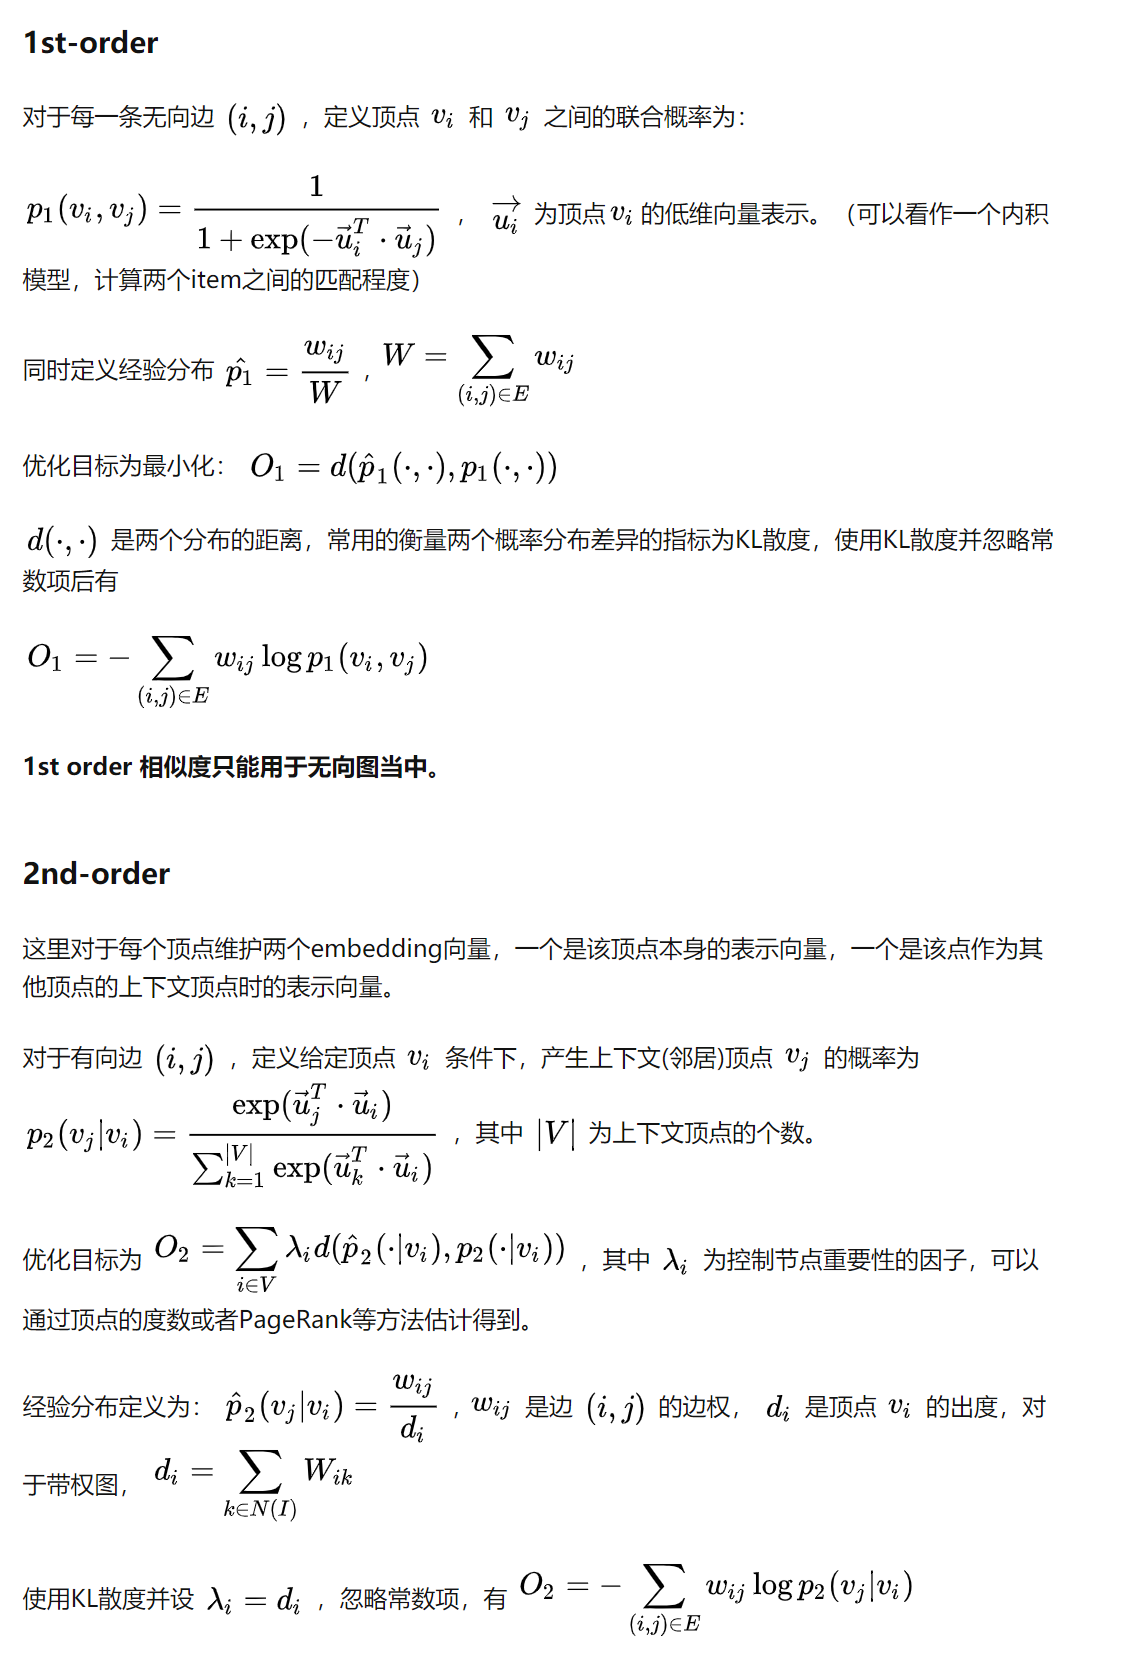 1st-order
对于每一条无向边 $(i, j)$ ，定义顶点 $v_i$ 和 $v_j$ 之间的联合概率为：
$p_1(v_i, v_j) = \frac{1}{1 + \exp(-\vec{u}_i^T \cdot \vec{u}_j)}$ ， $\overrightarrow{u_i}$ 为顶点 $v_i$ 的低维向量表示。（可以看作一个内积
模型，计算两个item之间的匹配程度）
同时定义经验分布 $\hat{p_1} = \frac{w_{ij}}{W}$ ， $W = \sum_{(i,j) \in E} w_{ij}$
优化目标为最小化： $O_1 = d(\hat{p}_1(\cdot, \cdot), p_1(\cdot, \cdot))$
$d(\cdot, \cdot)$ 是两个分布的距离，常用的衡量两个概率分布差异的指标为KL散度，使用KL散度并忽略常
数项后有
$O_1 = -\sum_{(i,j) \in E} w_{ij} \log p_1(v_i, v_j)$
1st order 相似度只能用于无向图当中。
2nd-order
这里对于每个顶点维护两个embedding向量，一个是该顶点本身的表示向量，一个是该点作为其
他顶点的上下文顶点时的表示向量。
对于有向边 $(i, j)$ ，定义给定顶点 $v_i$ 条件下，产生上下文(邻居)顶点 $v_j$ 的概率为
$p_2(v_j|v_i) = \frac{\exp(\vec{u}_j^T \cdot \vec{u}_i)}{\sum_{k=1}^{|V|} \exp(\vec{u}_k^T \cdot \vec{u}_i)}$ ，其中 $|V|$ 为上下文顶点的个数。
优化目标为 $O_2 = \sum_{i \in V} \lambda_i d(\hat{p}_2(\cdot|v_i), p_2(\cdot|v_i))$ ，其中 $\lambda_i$ 为控制节点重要性的因子，可以
通过顶点的度数或者PageRank等方法估计得到。
经验分布定义为： $\hat{p}_2(v_j|v_i) = \frac{w_{ij}}{d_i}$ ，$w_{ij}$ 是边 $(i, j)$ 的边权， $d_i$ 是顶点 $v_i$ 的出度，对
于带权图， $d_i = \sum_{k \in N(I)} W_{ik}$
使用KL散度并设 $\lambda_i = d_i$ ，忽略常数项，有 $O_2 = -\sum_{(i,j) \in E} w_{ij} \log p_2(v_j|v_i)$